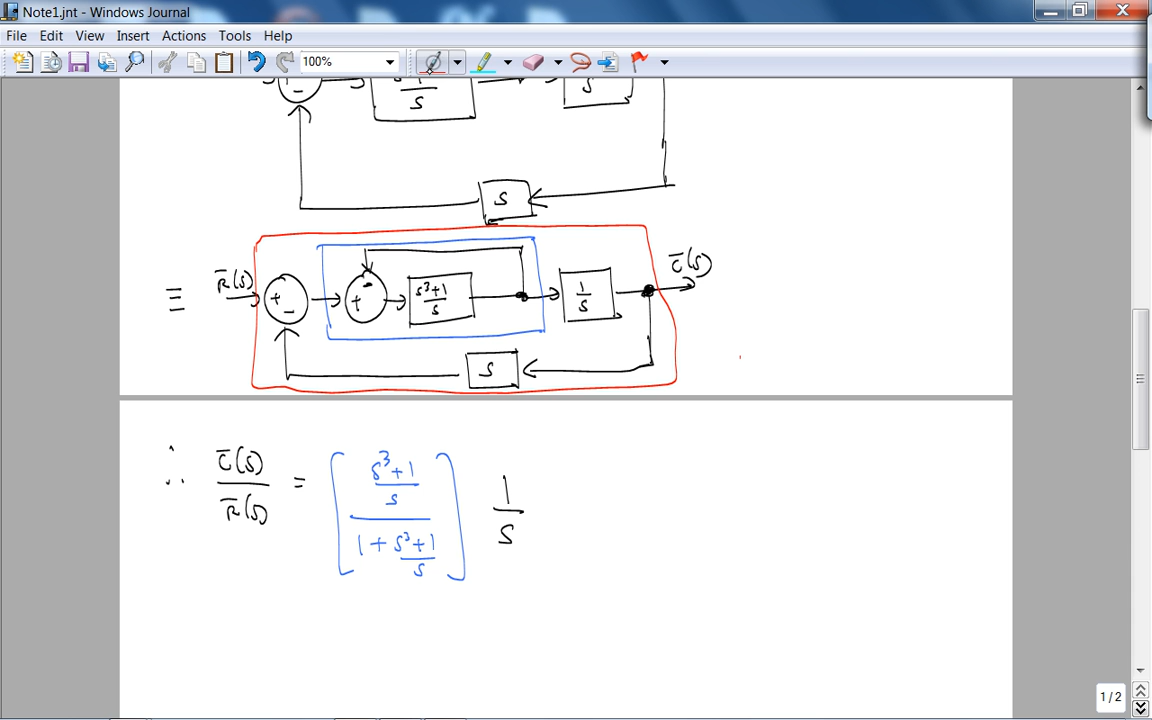 Note1.jnt - Windows Journal
File Edit View Insert Actions Tools Help
100%
+ -
s
s
s
≡ R̄(s) + - + - s³+1/s 1/s C̄(s)
s
∴ C̄(s)/R̄(s) = [ (s³+1/s) / (1 + s³+1/s) ] 1/s
1 / 2